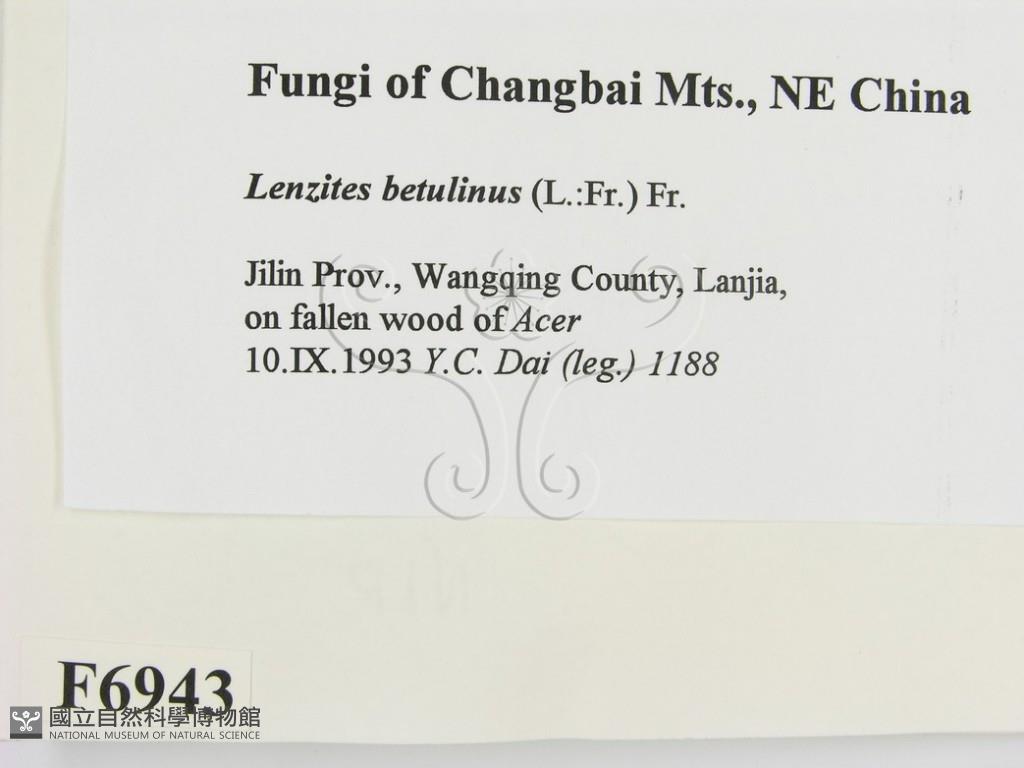 Fungi of Changbai Mts., NE China
Lenzites betulinus (L.:Fr.) Fr.
Jilin Prov., Wangqing County, Lanjia,
on fallen wood of Acer
10.IX.1993 Y.C. Dai (leg.) 1188
F6943
國立自然科學博物館
NATIONAL MUSEUM OF NATURAL SCIENCE